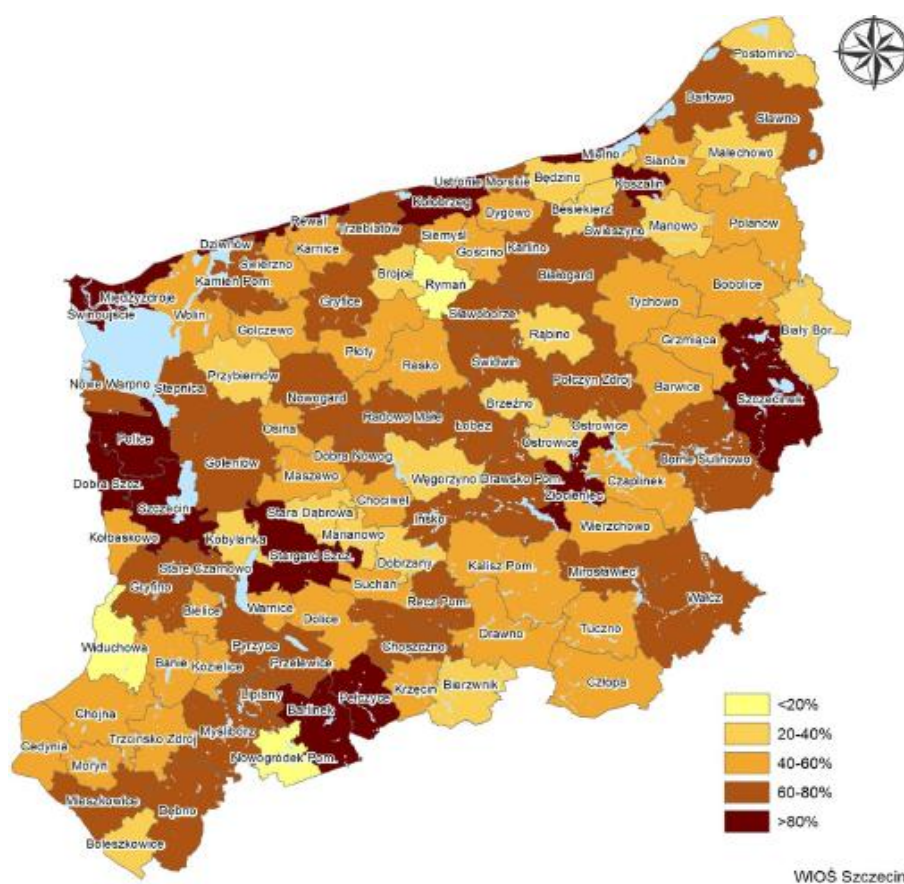 Postomino
Darłowo
Sławno
Mielno
Sianów
Malechowo
Ustronie Morskie
Będzino
Koszalin
Kołobrzeg
Rewal
Trzebiatów
Siemyśl
Dygowo
Besiekierz
Świeszyno
Manowo
Polanów
Dziwnów
Karnice
Gościno
Karlino
Świerzno
Kamień Pom.
Brojce
Rymań
Białogard
Bobolice
Międzyzdroje
Wolin
Gryfice
Tychowo
Świnoujście
Golczewo
Sławoborze
Rąbino
Grzmiąca
Biały Bór
Płoty
Resko
Świdwin
Nowe Warpno
Stepnica
Przybiernów
Nowogard
Połczyn Zdrój
Barwice
Szczecinek
Radowo Małe
Brzeżno
Police
Osina
Łobez
Ostrowice
Ostrowice
Goleniów
Dobra Nowog
Borne Sulinowo
Dobra Szcz.
Maszewo
Węgorzyno
Drawsko Pom.
Złocieniec
Czaplinek
Szczecin
Chociwel
Stara Dąbrowa
Ińsko
Wierzchowo
Kołbaskowo
Kobylanka
Marianowo
Stargard Szcz.
Dobrzany
Stare Czarnowo
Kalisz Pom.
Mirosławiec
Gryfino
Suchań
Wałcz
Bielice
Warnice
Dolice
Recz Pom.
Tuczno
Widuchowa
Pyrzyce
Choszczno
Drawno
Banie
Kozielice
Przelewice
Człopa
Lipiany
Pełczyce
Krzęcin
Bierzwnik
Chojna
Barlinek
Cedynia
Trzcińsko Zdrój
Myślibórz
Moryń
Nowogródek Pom.
Mieszkowice
Dębno
Boleszkowice
<20%
20-40%
40-60%
60-80%
>80%
WIOŚ Szczecin